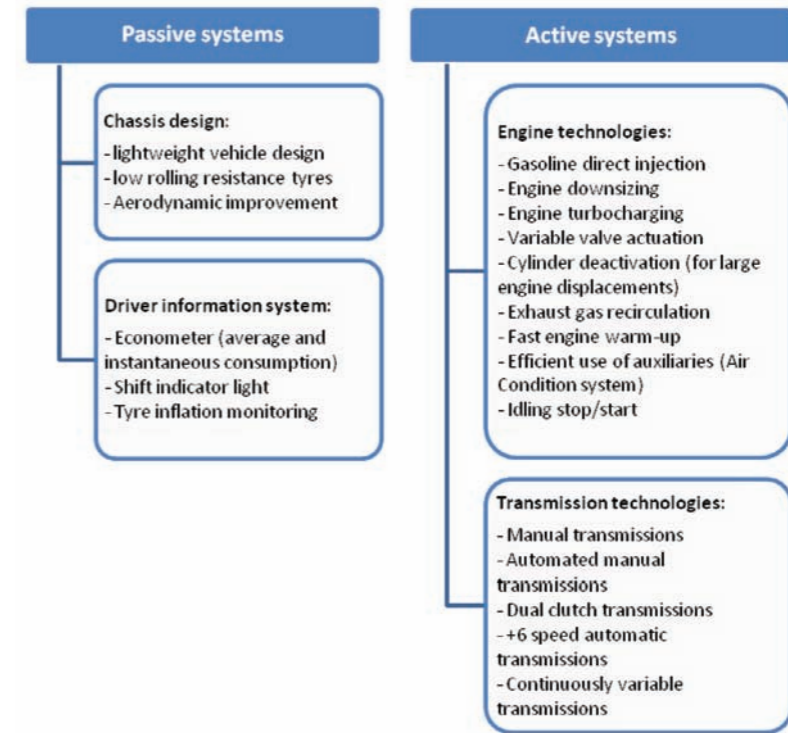 Passive systems
Chassis design:
- lightweight vehicle design
- low rolling resistance tyres
- Aerodynamic improvement
Driver information system:
- Econometer (average and
instantaneous consumption)
- Shift indicator light
- Tyre inflation monitoring
Active systems
Engine technologies:
- Gasoline direct injection
- Engine downsizing
- Engine turbocharging
- Variable valve actuation
- Cylinder deactivation (for large
engine displacements)
- Exhaust gas recirculation
- Fast engine warm-up
- Efficient use of auxiliaries (Air
Condition system)
- Idling stop/start
Transmission technologies:
- Manual transmissions
- Automated manual
transmissions
- Dual clutch transmissions
- +6 speed automatic
transmissions
- Continuously variable
transmissions